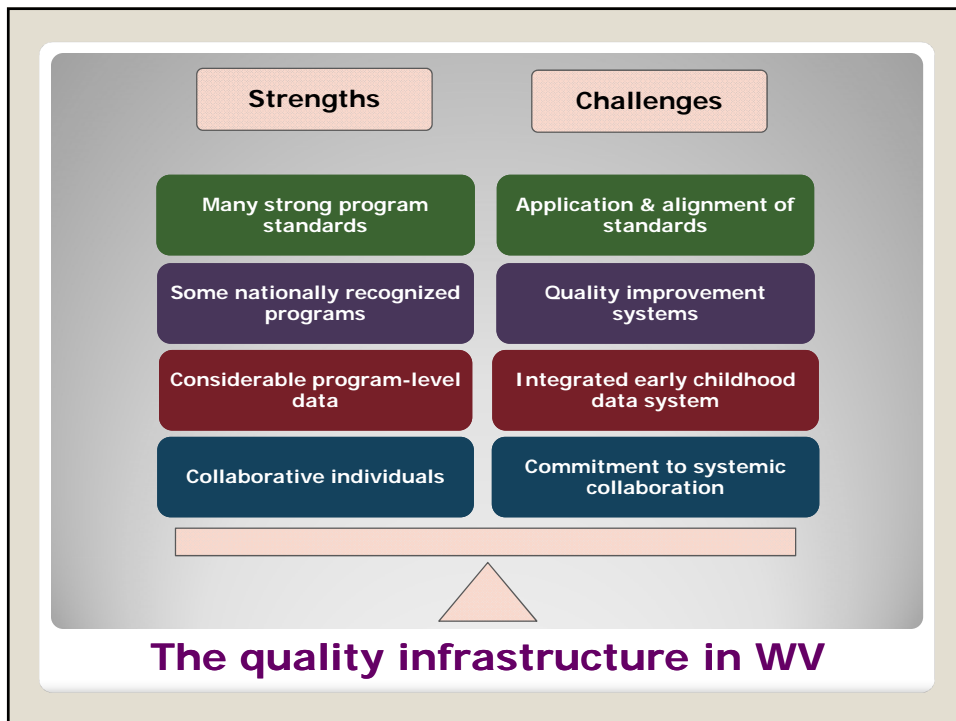 Strengths
Challenges
Many strong program
standards
Application & alignment of
standards
Some nationally recognized
programs
Quality improvement
systems
Considerable program-level
data
Integrated early childhood
data system
Collaborative individuals
Commitment to systemic
collaboration
The quality infrastructure in WV